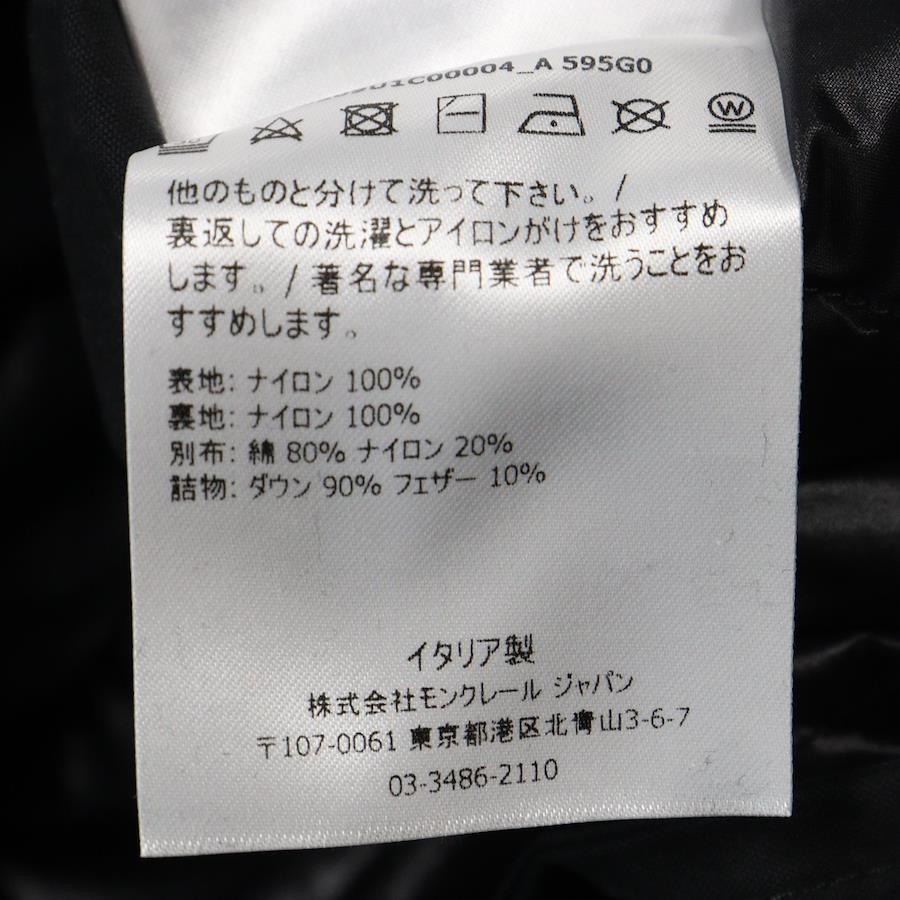 01C00004_A 595G0
W
他のものと分けて洗って下さい。/
裏返しての洗濯とアイロンがけをおすすめ
します。/ 著名な専門業者で洗うことをお
すすめします。
表地: ナイロン 100%
裏地: ナイロン 100%
別布: 綿 80% ナイロン 20%
詰物: ダウン 90% フェザー 10%
イタリア製
株式会社モンクレール ジャパン
〒107-0061 東京都港区北青山3-6-7
03-3486-2110